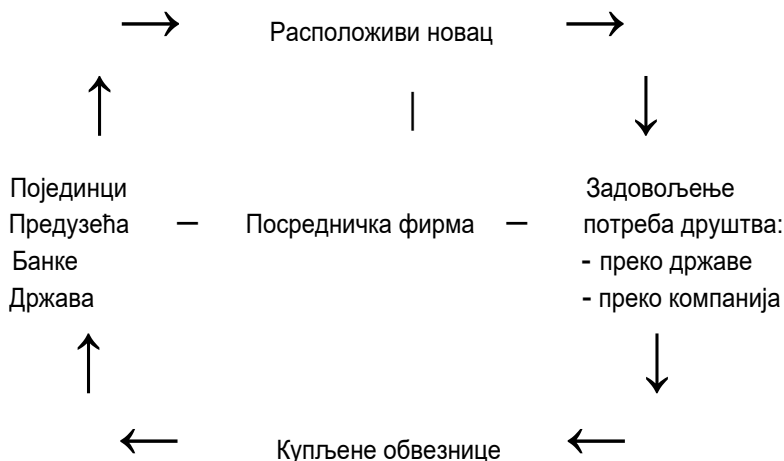 Расположиви новац
Појединци
Предузећа
Банке
Држава
– Посредничка фирма –
Задовољење
потреба друштва:
- преко државе
- преко компанија
Купљене обвезнице